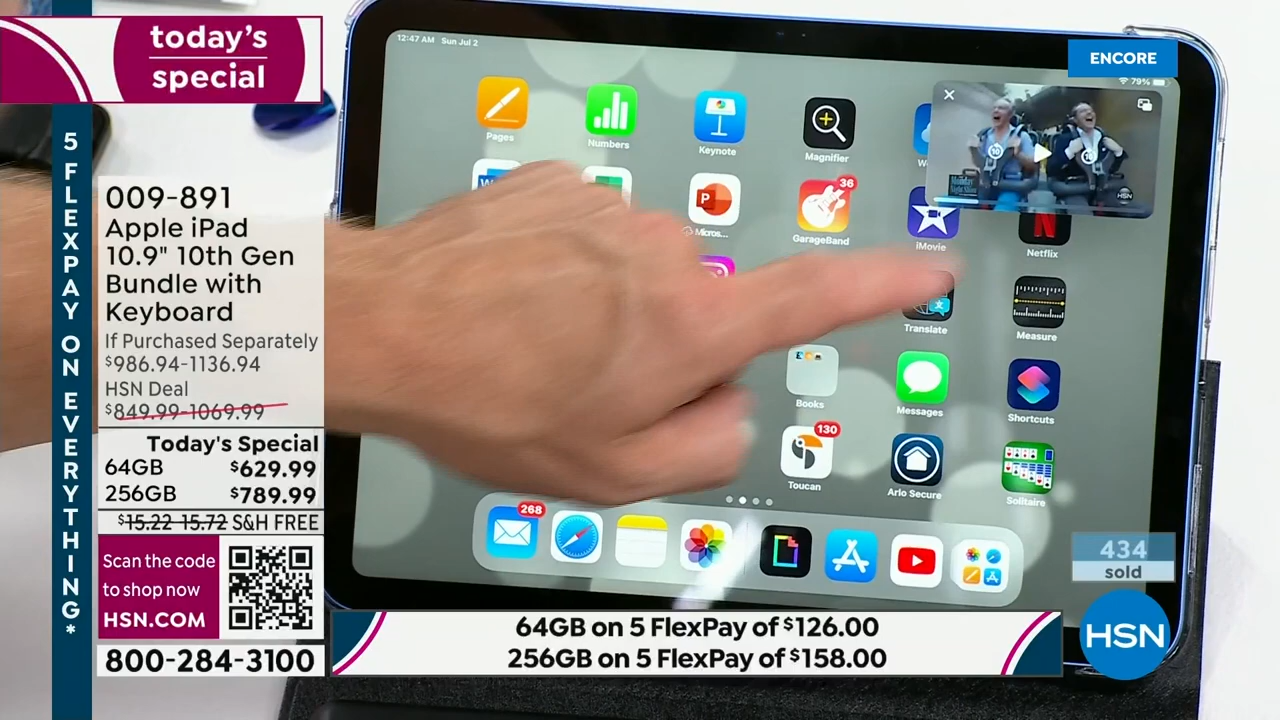 today's
special
5 FLEXPAY ON EVERYTHING*
009-891
Apple iPad
10.9" 10th Gen
Bundle with
Keyboard
If Purchased Separately
$986.94-1136.94
HSN Deal
$849.99-1069.99
Today's Special
64GB $629.99
256GB $789.99
$15.22-15.72 S&H FREE
Scan the code
to shop now
HSN.COM
800-284-3100
ENCORE
12:47 AM Sun Jul 2
79%
Pages
Numbers
Keynote
Magnifier
10
10
HSN
36
Micros...
GarageBand
iMovie
Netflix
Translate
Measure
Books
Messages
Shortcuts
130
Toucan
Arlo Secure
Solitaire
268
434
sold
HSN
64GB on 5 FlexPay of $126.00
256GB on 5 FlexPay of $158.00